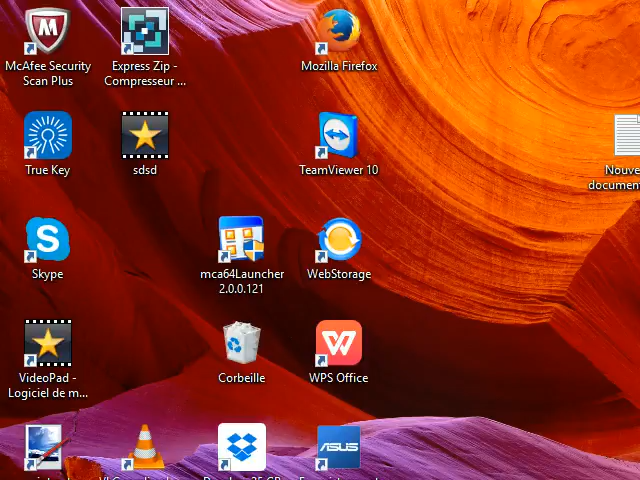 McAfee Security
Scan Plus
Express Zip -
Compresseur ...
Mozilla Firefox
True Key
sdsd
TeamViewer 10
Nouve
documen
Skype
mca64Launcher
2.0.0.121
WebStorage
VideoPad -
Logiciel de m...
Corbeille
WPS Office
ASUS